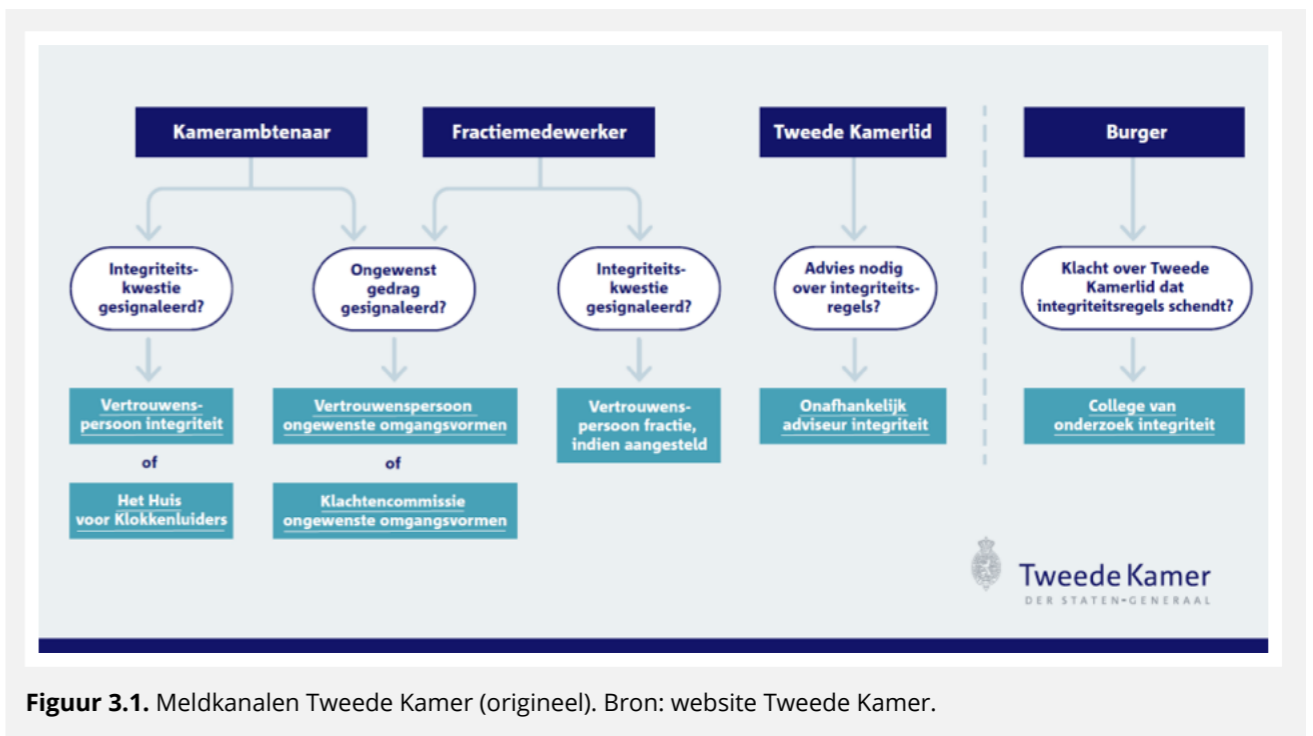 Kamerambtenaar
Fractiemedewerker
Tweede Kamerlid
Burger
Integriteits-
kwestie
gesignaleerd?
Ongewenst
gedrag
gesignaleerd?
Integriteits-
kwestie
gesignaleerd?
Advies nodig
over integriteits-
regels?
Klacht over Tweede
Kamerlid dat
integriteitsregels schendt?
Vertrouwens-
persoon integriteit
of
Het Huis
voor Klokkenluiders
Vertrouwenspersoon
ongewenste omgangsvormen
of
Klachtencommissie
ongewenste omgangsvormen
Vertrouwens-
persoon fractie,
indien aangesteld
Onafhankelijk
adviseur integriteit
College van
onderzoek integriteit
Tweede Kamer
DER STATEN-GENERAAL
Figuur 3.1. Meldkanalen Tweede Kamer (origineel). Bron: website Tweede Kamer.